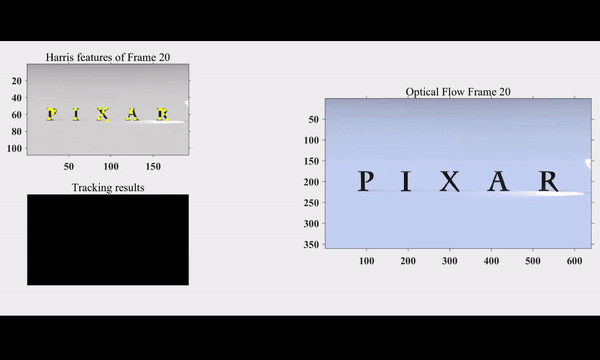 Harris features of Frame 20
20
40
60
80
100
P I X A R
50 100 150
Tracking results
Optical Flow Frame 20
50
100
150
200
250
300
350
P I X A R
100 200 300 400 500 600